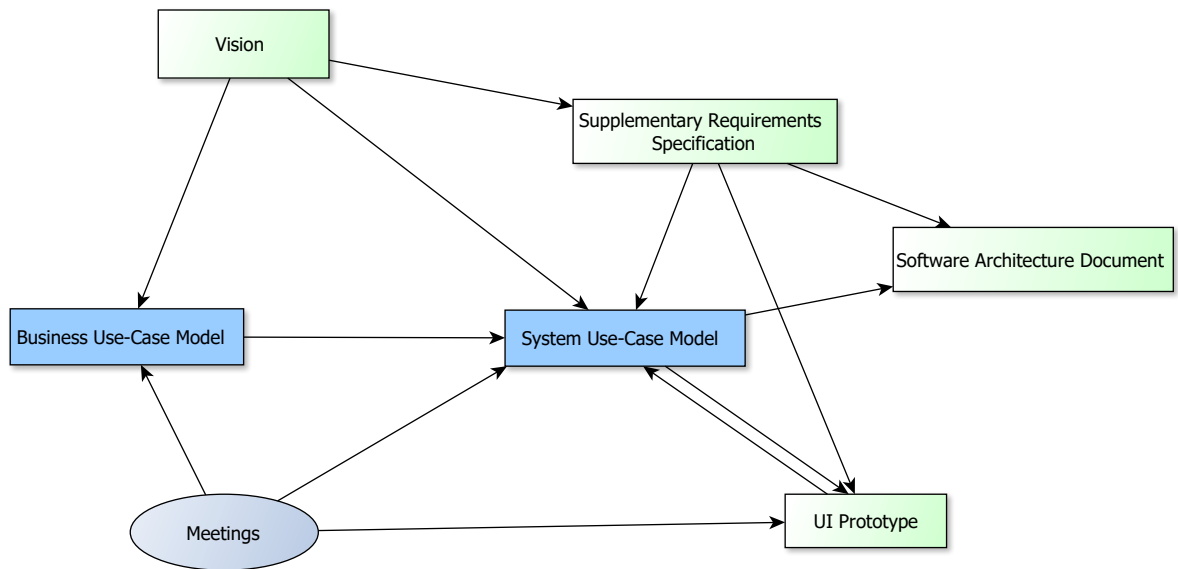 Vision
Supplementary Requirements
Specification
Software Architecture Document
Business Use-Case Model
System Use-Case Model
Meetings
UI Prototype